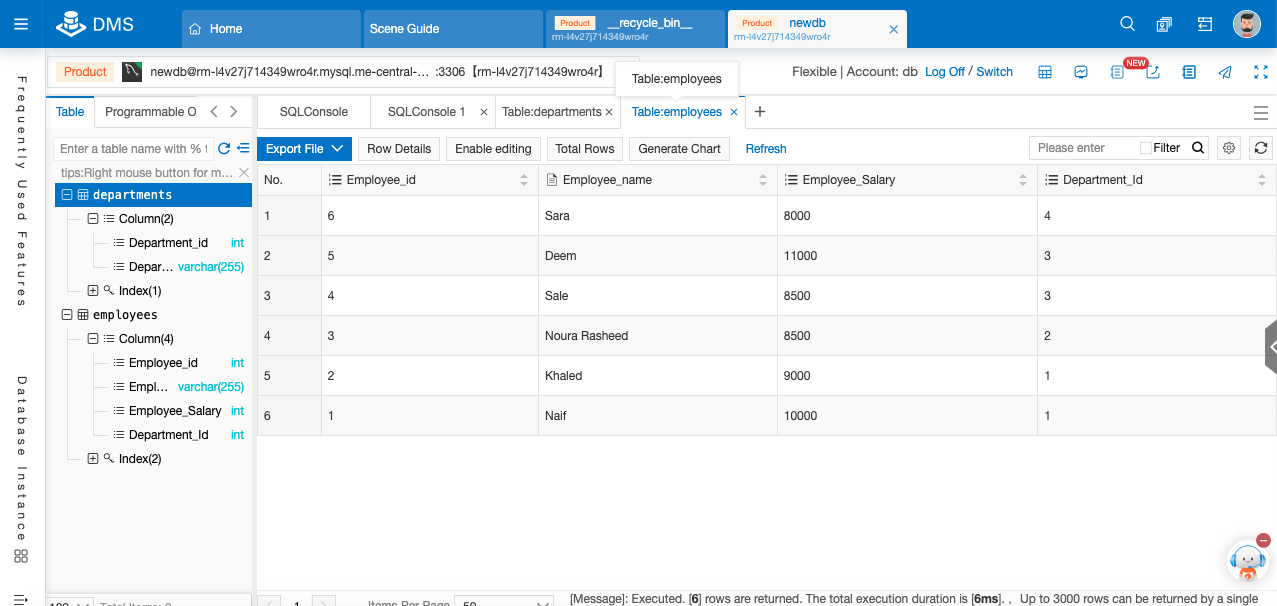 DMS
Home
Scene Guide
Product
__recycle_bin__
rm-l4v27j714349wro4r
Product
newdb
rm-l4v27j714349wro4r
Frequently Used Features
Database Instance
Product
newdb@rm-l4v27j714349wro4r.mysql.me-central-... :3306【rm-l4v27j714349wro4r】
Table:employees
Flexible | Account: db Log Off / Switch
NEW
Table
Programmable O
SQLConsole
SQLConsole 1
Table:departments
Table:employees
Enter a table name with % f
Export File
Row Details
Enable editing
Total Rows
Generate Chart
Refresh
Please enter
Filter
tips:Right mouse button for m...
departments
Column(2)
Department_id int
Depar... varchar(255)
Index(1)
employees
Column(4)
Employee_id int
Empl... varchar(255)
Employee_Salary int
Department_Id int
Index(2)
No. Employee_id Employee_name Employee_Salary Department_Id
1 6 Sara 8000 4
2 5 Deem 11000 3
3 4 Sale 8500 3
4 3 Noura Rasheed 8500 2
5 2 Khaled 9000 1
6 1 Naif 10000 1
100
Total Items:
1
Items Per Page
50
[Message]: Executed. [6] rows are returned. The total execution duration is [6ms]. , Up to 3000 rows can be returned by a single